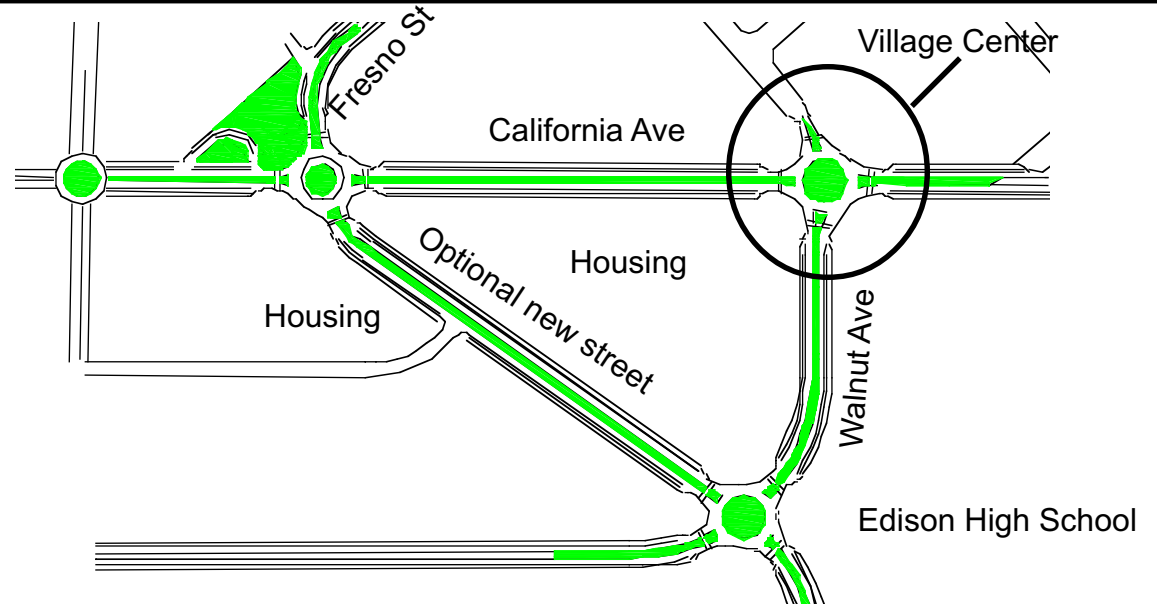 Village Center
Fresno St
California Ave
Optional new street
Housing
Housing
Walnut Ave
Edison High School